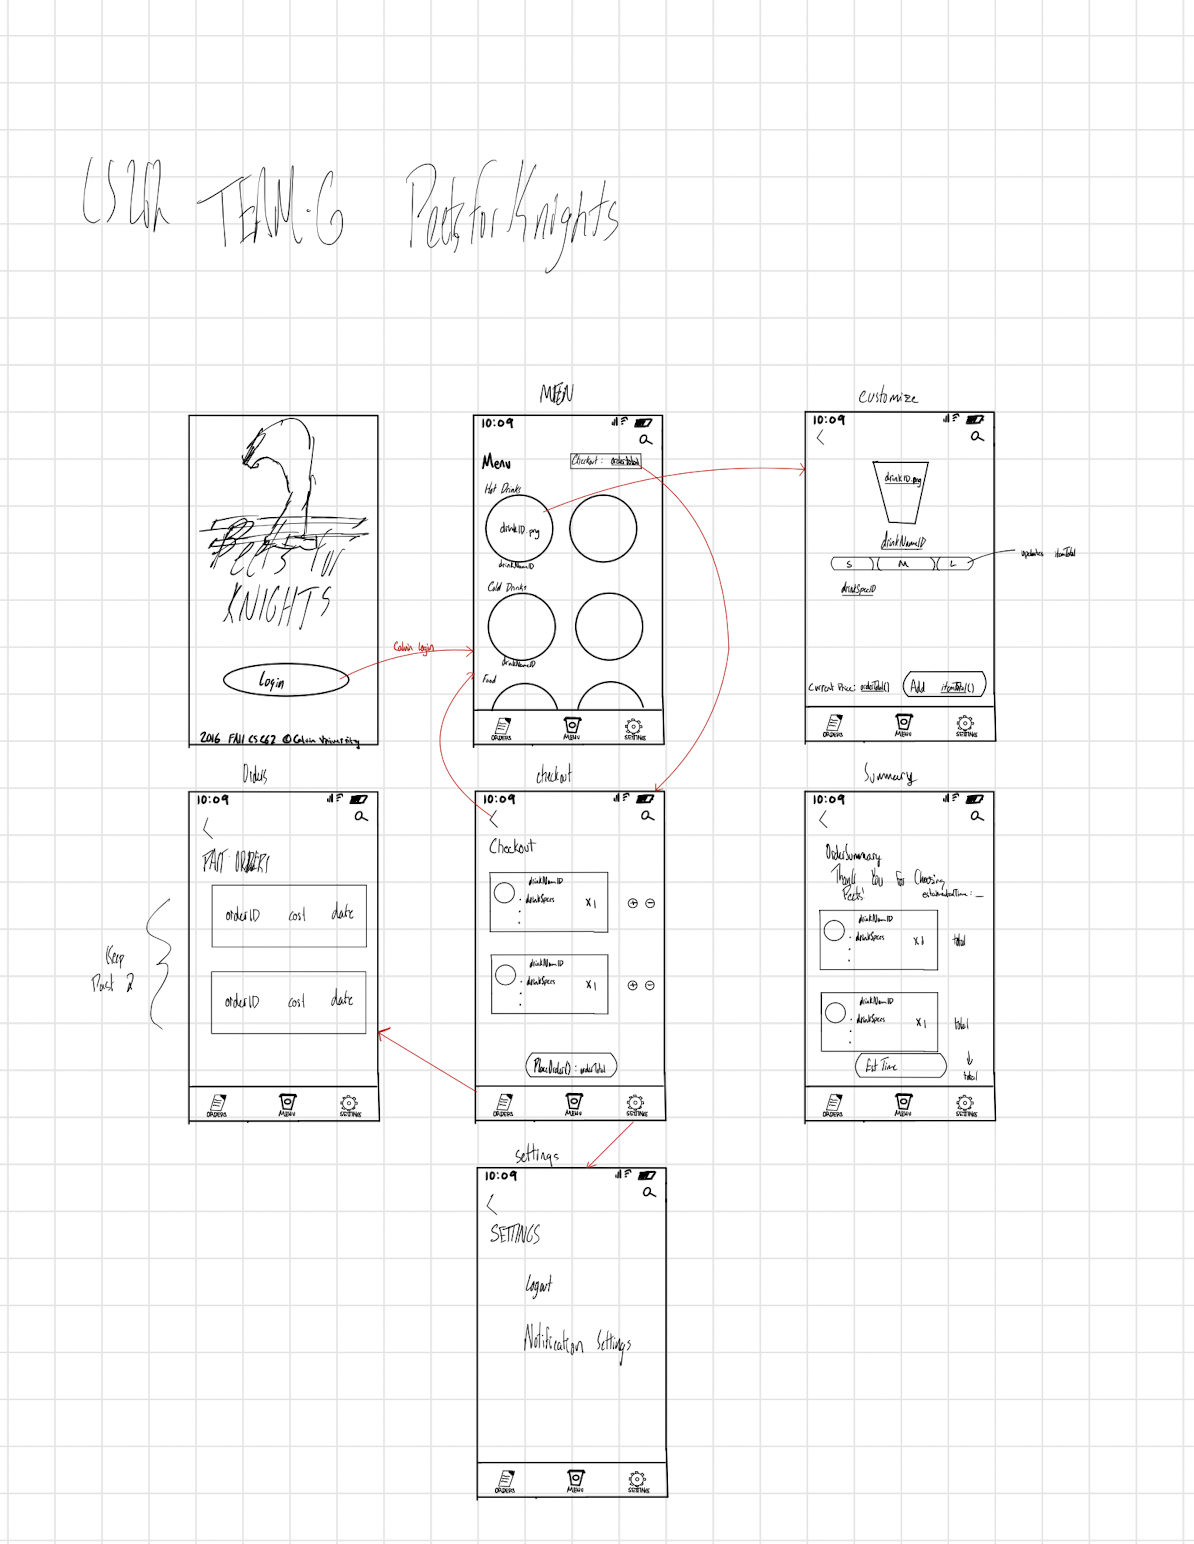 CS262 TEAM-G Peets for Knights
Peets for
KNIGHTS
Login
2016 FAll CS 262 © Calvin University
Calvin Login
MEN
10:09
Menu
Checkout: orderTotal
Hot Drinks
drinkID.png
drinkNameID
Cold Drinks
drinkNameID
Food
ORDERS MENU SETTINGS
customize
10:09
drinkID.png
drinkNameID
S M L
updates itemTotal
drinkSpecID
Current Price: orderTotal()
Add itemTotal()
ORDERS MENU SETTINGS
Orders
10:09
PAST ORDERS
orderID cost date
orderID cost date
Keep
Past 2
ORDERS MENU SETTINGS
checkout
10:09
Checkout
drinkNameID
drinkSpecs x1 + -
drinkNameID
drinkSpecs x1 + -
PlaceOrder(): orderTotal
ORDERS MENU SETTINGS
Summary
10:09
OrderSummary
Thank You For Choosing
Peets!
estimatedTime: _
drinkNameID
drinkSpecs x1 total
drinkNameID
drinkSpecs x1 total
Est Time
total
ORDERS MENU SETTINGS
settings
10:09
SETTINGS
Logout
Notification Settings
ORDERS MENU SETTINGS